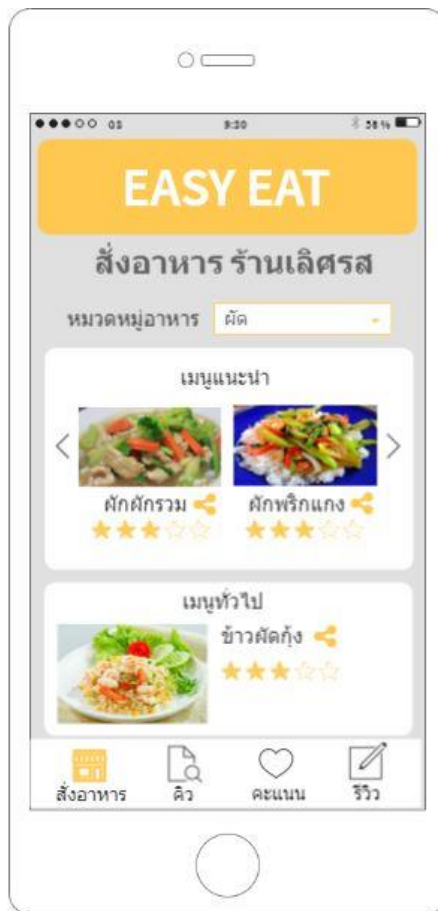 GS 9:30 58 %
EASY EAT
สั่งอาหาร ร้านเลิศรส
หมวดหมู่อาหาร ผัด
เมนูแนะนำ
ผักผักรวม ผักพริกแกง
เมนูทั่วไป
ข้าวผัดกุ้ง
สั่งอาหาร คิว คะแนน รีวิว